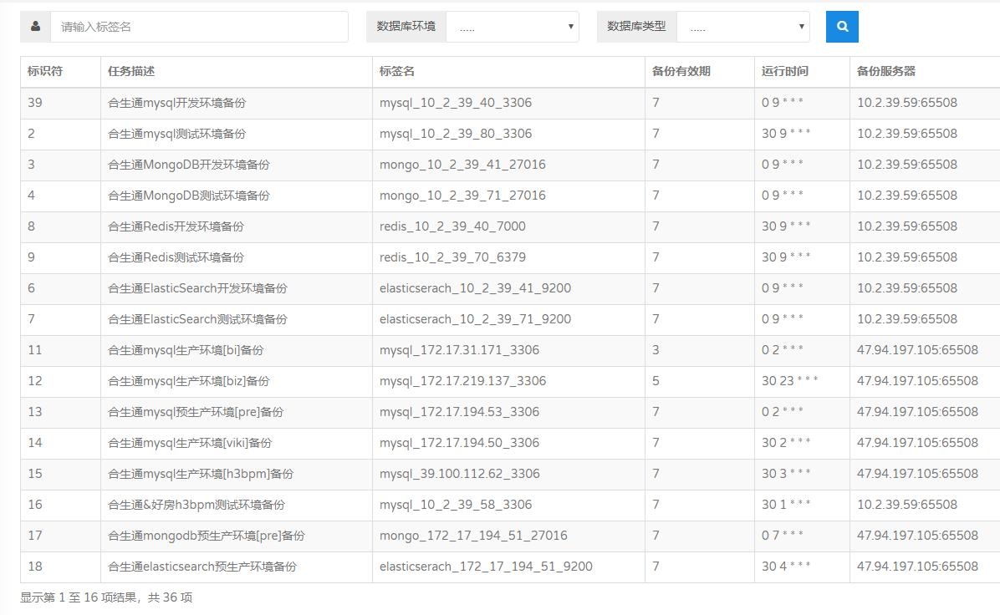 请输入标签名 数据库环境 ..... 数据库类型 .....
标识符 任务描述 标签名 备份有效期 运行时间 备份服务器
39 合生通mysql开发环境备份 mysql_10_2_39_40_3306 7 0 9 * * * 10.2.39.59:65508
2 合生通mysql测试环境备份 mysql_10_2_39_80_3306 7 30 9 * * * 10.2.39.59:65508
3 合生通MongoDB开发环境备份 mongo_10_2_39_41_27016 7 0 9 * * * 10.2.39.59:65508
4 合生通MongoDB测试环境备份 mongo_10_2_39_71_27016 7 0 9 * * * 10.2.39.59:65508
8 合生通Redis开发环境备份 redis_10_2_39_40_7000 7 30 9 * * * 10.2.39.59:65508
9 合生通Redis测试环境备份 redis_10_2_39_70_6379 7 30 9 * * * 10.2.39.59:65508
6 合生通ElasticSearch开发环境备份 elasticserach_10_2_39_41_9200 7 0 9 * * * 10.2.39.59:65508
7 合生通ElasticSearch测试环境备份 elasticserach_10_2_39_71_9200 7 0 9 * * * 10.2.39.59:65508
11 合生通mysql生产环境[bi]备份 mysql_172.17.31.171_3306 3 0 2 * * * 47.94.197.105:65508
12 合生通mysql生产环境[biz]备份 mysql_172.17.219.137_3306 5 30 23 * * * 47.94.197.105:65508
13 合生通mysql预生产环境[pre]备份 mysql_172.17.194.53_3306 7 0 2 * * * 47.94.197.105:65508
14 合生通mysql生产环境[viki]备份 mysql_172.17.194.50_3306 7 30 2 * * * 47.94.197.105:65508
15 合生通mysql生产环境[h3bpm]备份 mysql_39.100.112.62_3306 7 30 3 * * * 47.94.197.105:65508
16 合生通&好房h3bpm测试环境备份 mysql_10_2_39_58_3306 7 30 1 * * * 10.2.39.59:65508
17 合生通mongodb预生产环境[pre]备份 mongo_172_17_194_51_27016 7 0 7 * * * 47.94.197.105:65508
18 合生通elasticsearch预生产环境备份 elasticserach_172_17_194_51_9200 7 30 4 * * * 47.94.197.105:65508
显示第 1 至 16 项结果，共 36 项